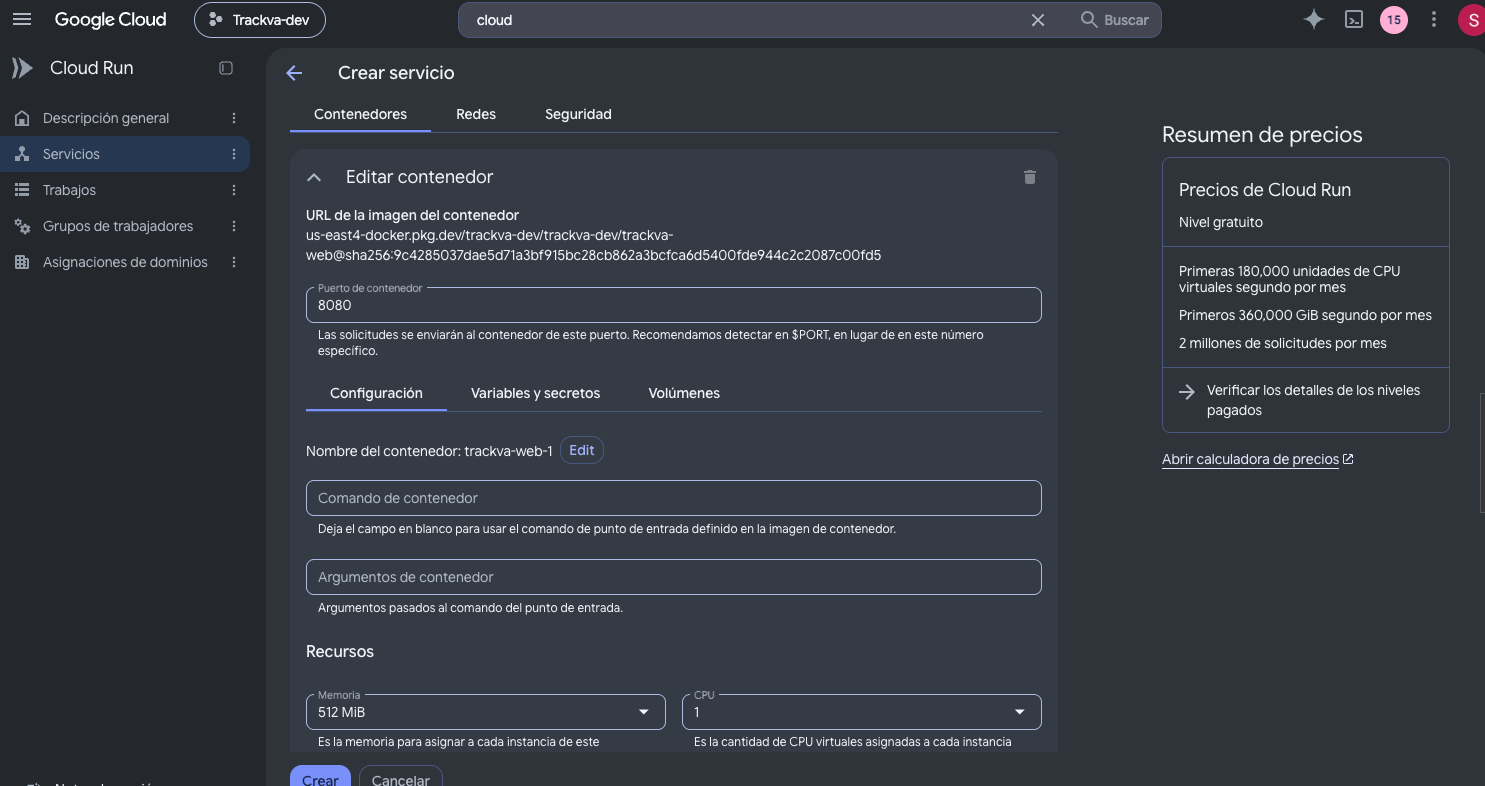 Google Cloud
Trackva-dev
cloud
Buscar
15
S
Cloud Run
Descripción general
Servicios
Trabajos
Grupos de trabajadores
Asignaciones de dominios
Crear servicio
Contenedores
Redes
Seguridad
Editar contenedor
URL de la imagen del contenedor
us-east4-docker.pkg.dev/trackva-dev/trackva-dev/trackva-
web@sha256:9c4285037dae5d71a3bf915bc28cb862a3bcfca6d5400fde944c2c2087c00fd5
Puerto de contenedor
8080
Las solicitudes se enviarán al contenedor de este puerto. Recomendamos detectar en $PORT, en lugar de en este número
específico.
Configuración
Variables y secretos
Volúmenes
Nombre del contenedor: trackva-web-1
Edit
Comando de contenedor
Deja el campo en blanco para usar el comando de punto de entrada definido en la imagen de contenedor.
Argumentos de contenedor
Argumentos pasados al comando del punto de entrada.
Recursos
Memoria
512 MiB
Es la memoria para asignar a cada instancia de este
CPU
1
Es la cantidad de CPU virtuales asignadas a cada instancia
Crear
Cancelar
Resumen de precios
Precios de Cloud Run
Nivel gratuito
Primeras 180,000 unidades de CPU
virtuales segundo por mes
Primeros 360,000 GiB segundo por mes
2 millones de solicitudes por mes
Verificar los detalles de los niveles
pagados
Abrir calculadora de precios